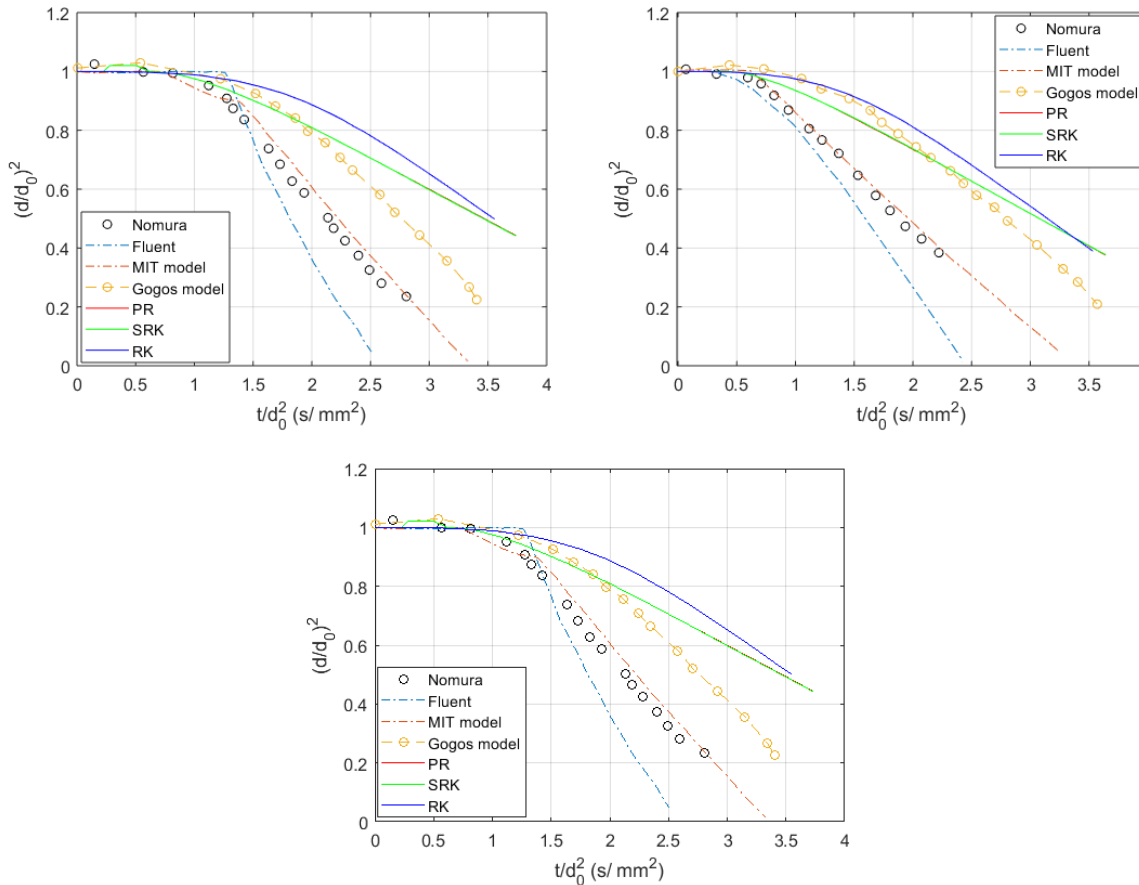 1.2
1
0.8
0.6
0.4
0.2
0
(d/d₀)²
Nomura
Fluent
MIT model
Gogos model
PR
SRK
RK
0 0.5 1 1.5 2 2.5 3 3.5 4
t/d₀² (s/ mm²)
1.2
1
0.8
0.6
0.4
0.2
0
(d/d₀)²
Nomura
Fluent
MIT model
Gogos model
PR
SRK
RK
0 0.5 1 1.5 2 2.5 3 3.5 4
t/d₀² (s/ mm²)
1.2
1
0.8
0.6
0.4
0.2
0
(d/d₀)²
Nomura
Fluent
MIT model
Gogos model
PR
SRK
RK
0 0.5 1 1.5 2 2.5 3 3.5 4
t/d₀² (s/ mm²)